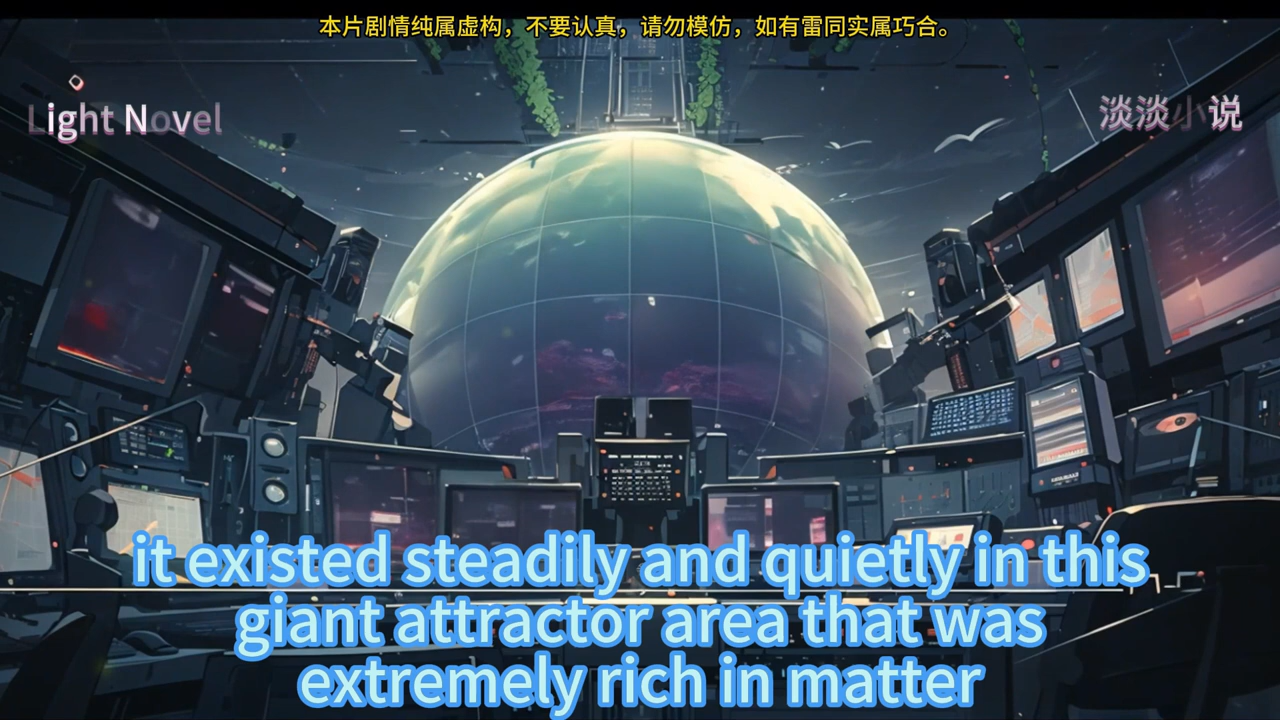 本片剧情纯属虚构，不要认真，请勿模仿，如有雷同实属巧合。
Light Novel
淡淡小说
it existed steadily and quietly in this
giant attractor area that was
extremely rich in matter